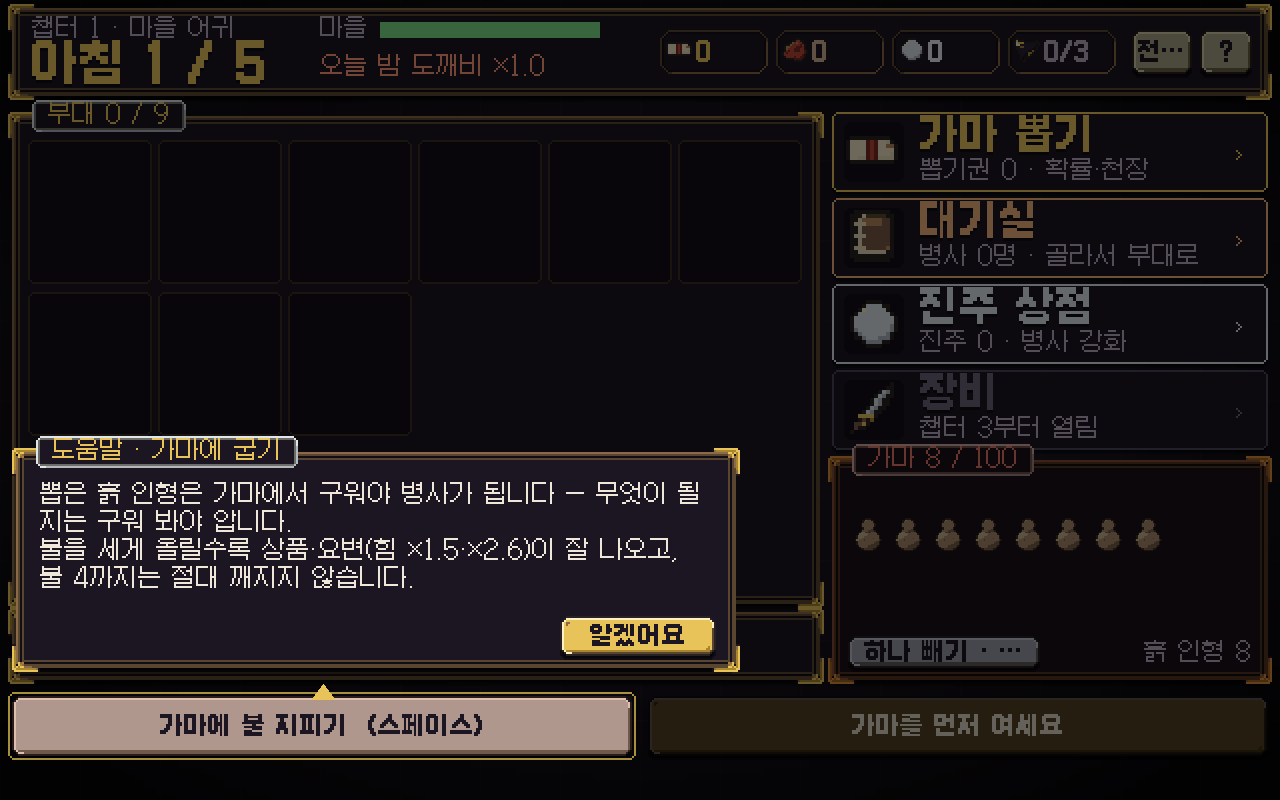 챕터 1 · 마을 어귀
아침 1 / 5
마을
오늘 밤 도깨비 ×1.0
0
0
0
0/3
전…
?
부대 0 / 9
가마 뽑기
뽑기권 0 · 확률·천장
대기실
병사 0명 · 골라서 부대로
진주 상점
진주 0 · 병사 강화
장비
챕터 3부터 열림
도움말 · 가마에 굽기
뽑은 흙 인형은 가마에서 구워야 병사가 됩니다 — 무엇이 될
지는 구워 봐야 압니다.
불을 세게 올릴수록 상품·요변(힘 ×1.5·×2.6)이 잘 나오고,
불 4까지는 절대 깨지지 않습니다.
알겠어요
가마 8 / 100
하나 빼기 · …
흙 인형 8
가마에 불 지피기 (스페이스)
가마를 먼저 여세요